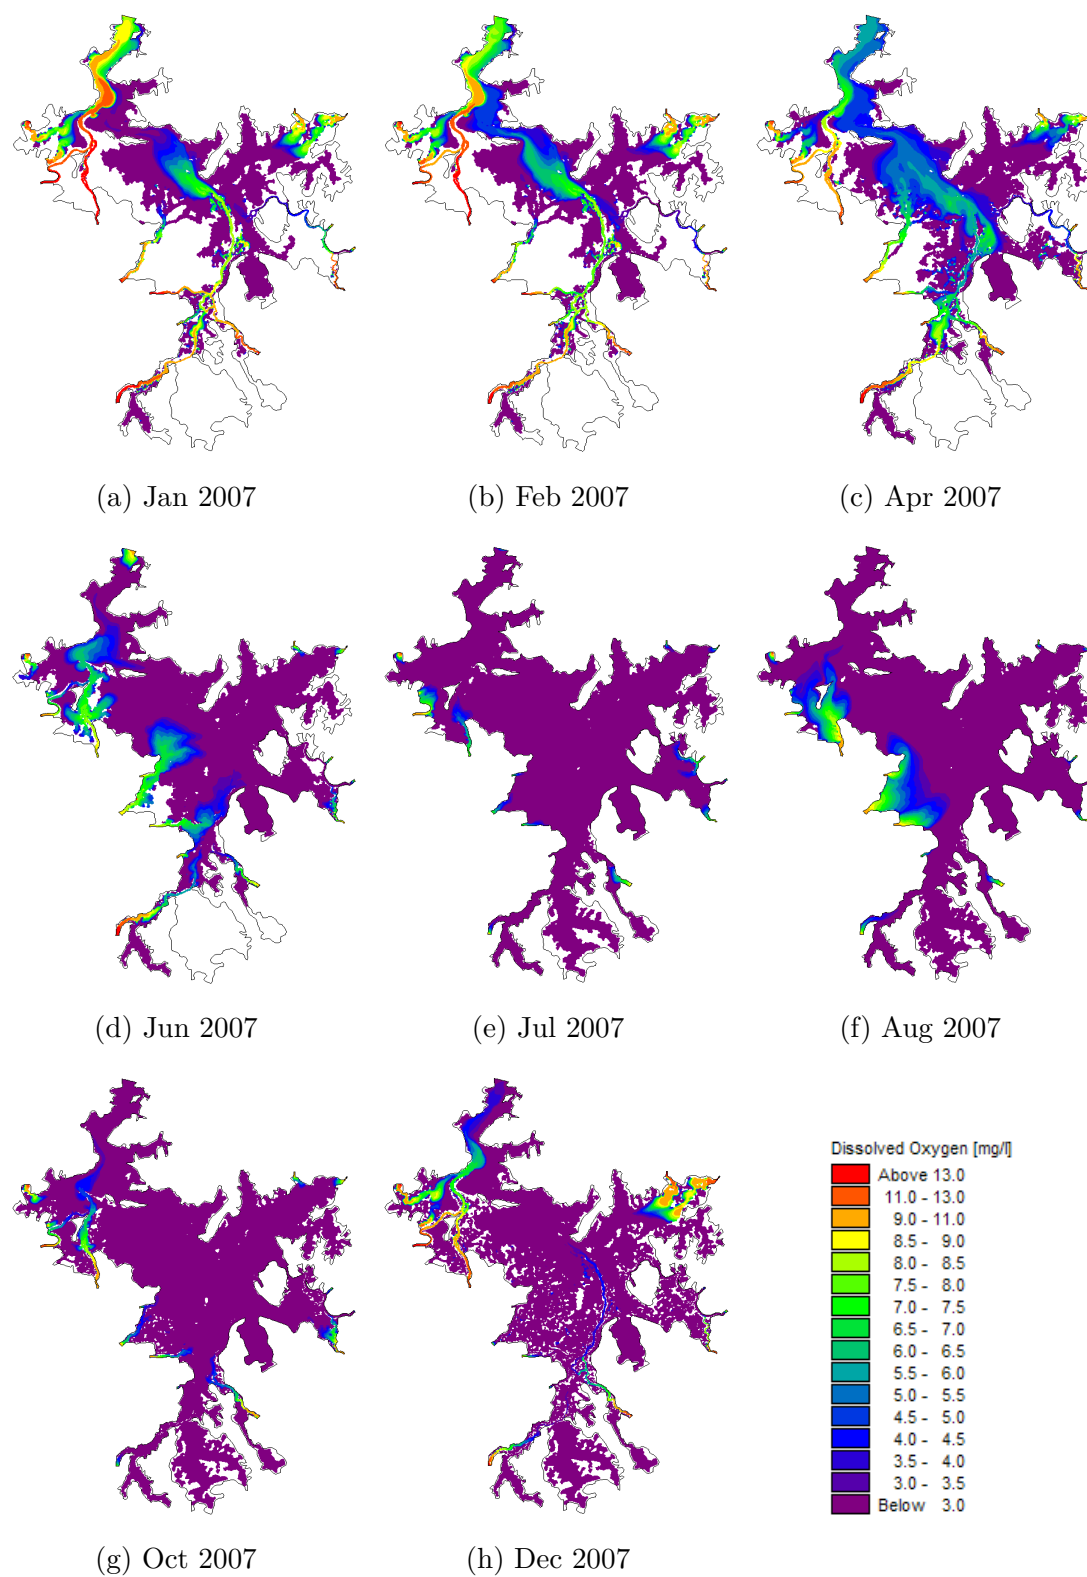 (a) Jan 2007
(b) Feb 2007
(c) Apr 2007
(d) Jun 2007
(e) Jul 2007
(f) Aug 2007
(g) Oct 2007
(h) Dec 2007
Dissolved Oxygen [mg/l]
Above 13.0
11.0 - 13.0
9.0 - 11.0
8.5 - 9.0
8.0 - 8.5
7.5 - 8.0
7.0 - 7.5
6.5 - 7.0
6.0 - 6.5
5.5 - 6.0
5.0 - 5.5
4.5 - 5.0
4.0 - 4.5
3.5 - 4.0
3.0 - 3.5
Below 3.0